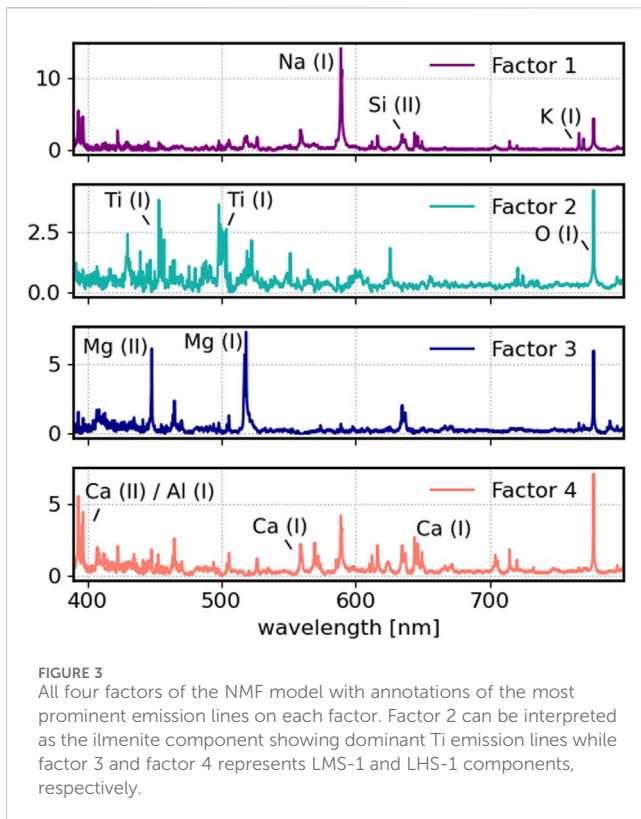 10
0
Na (I)
Si (II)
K (I)
Factor 1
2.5
0.0
Ti (I)
Ti (I)
O (I)
Factor 2
5
0
Mg (II)
Mg (I)
Factor 3
5
0
Ca (II) / Al (I)
Ca (I)
Ca (I)
Factor 4
400 500 600 700
wavelength [nm]
FIGURE 3
All four factors of the NMF model with annotations of the most
prominent emission lines on each factor. Factor 2 can be interpreted
as the ilmenite component showing dominant Ti emission lines while
factor 3 and factor 4 represents LMS-1 and LHS-1 components,
respectively.